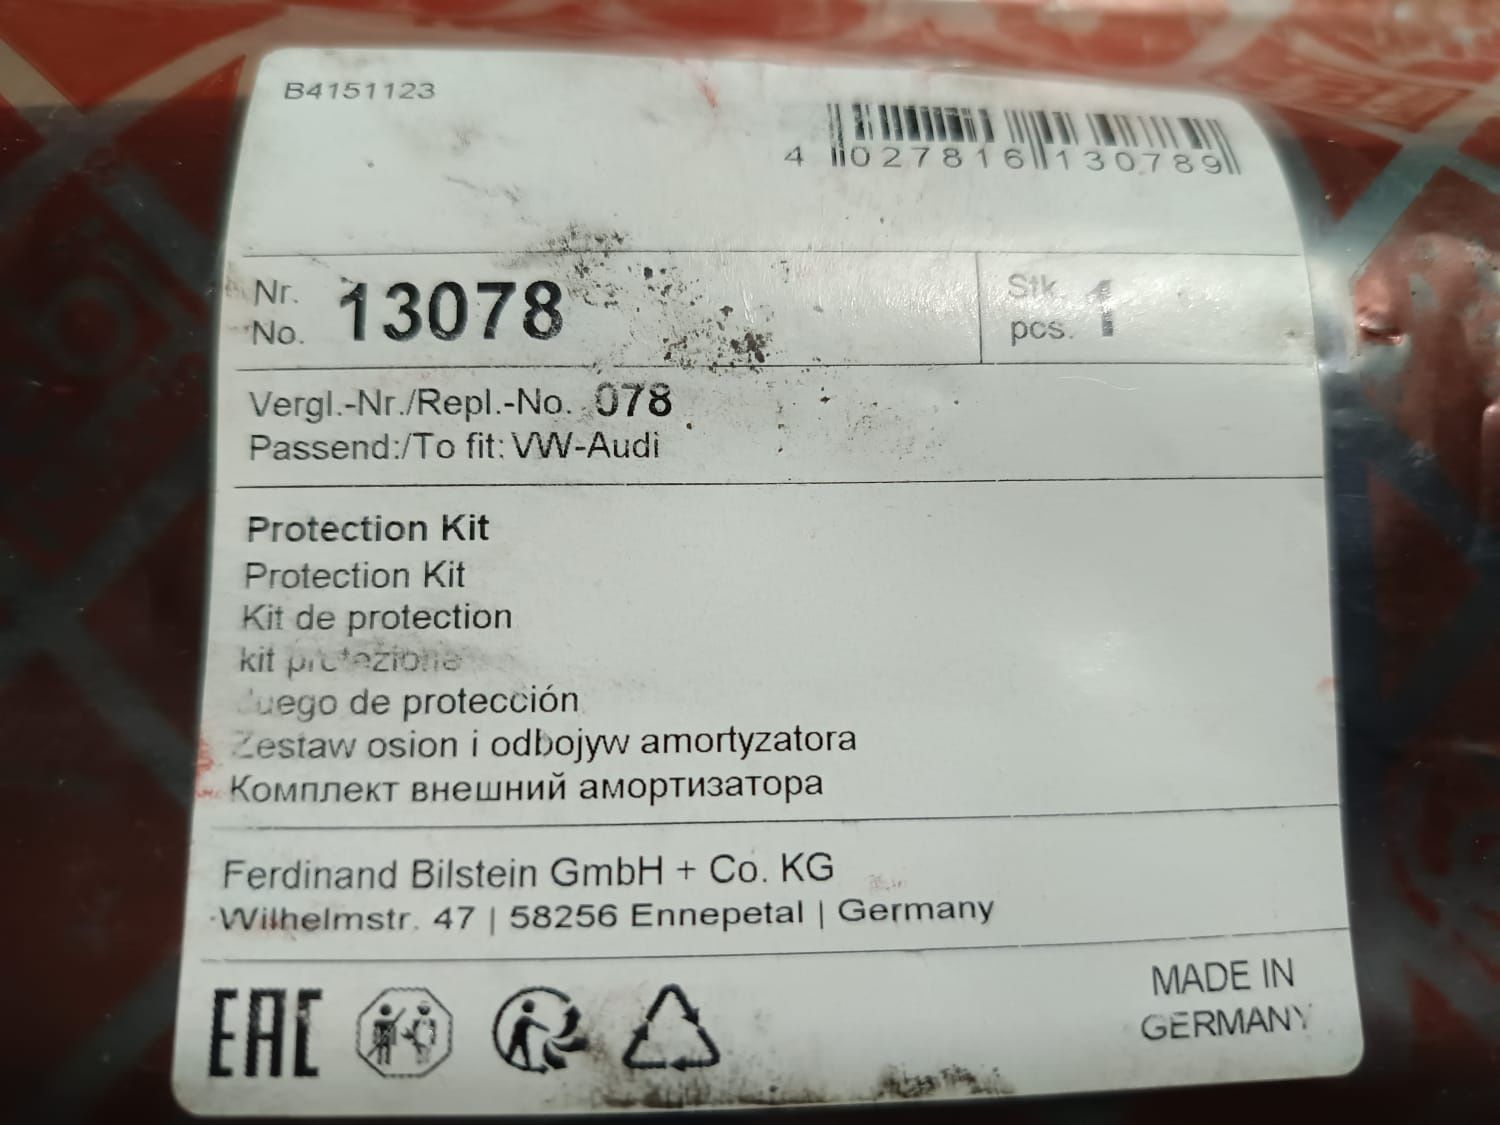 B4151123
4 027816 130789
Nr.
No. 13078
Stk.
pcs. 1
Vergl.-Nr./Repl.-No. 078
Passend:/To fit: VW-Audi
Protection Kit
Protection Kit
Kit de protection
kit protezione
Juego de protección
Zestaw osion i odbojyw amortyzatora
Комплект внешний амортизатора
Ferdinand Bilstein GmbH + Co. KG
Wilhelmstr. 47 | 58256 Ennepetal | Germany
EAC
MADE IN
GERMANY